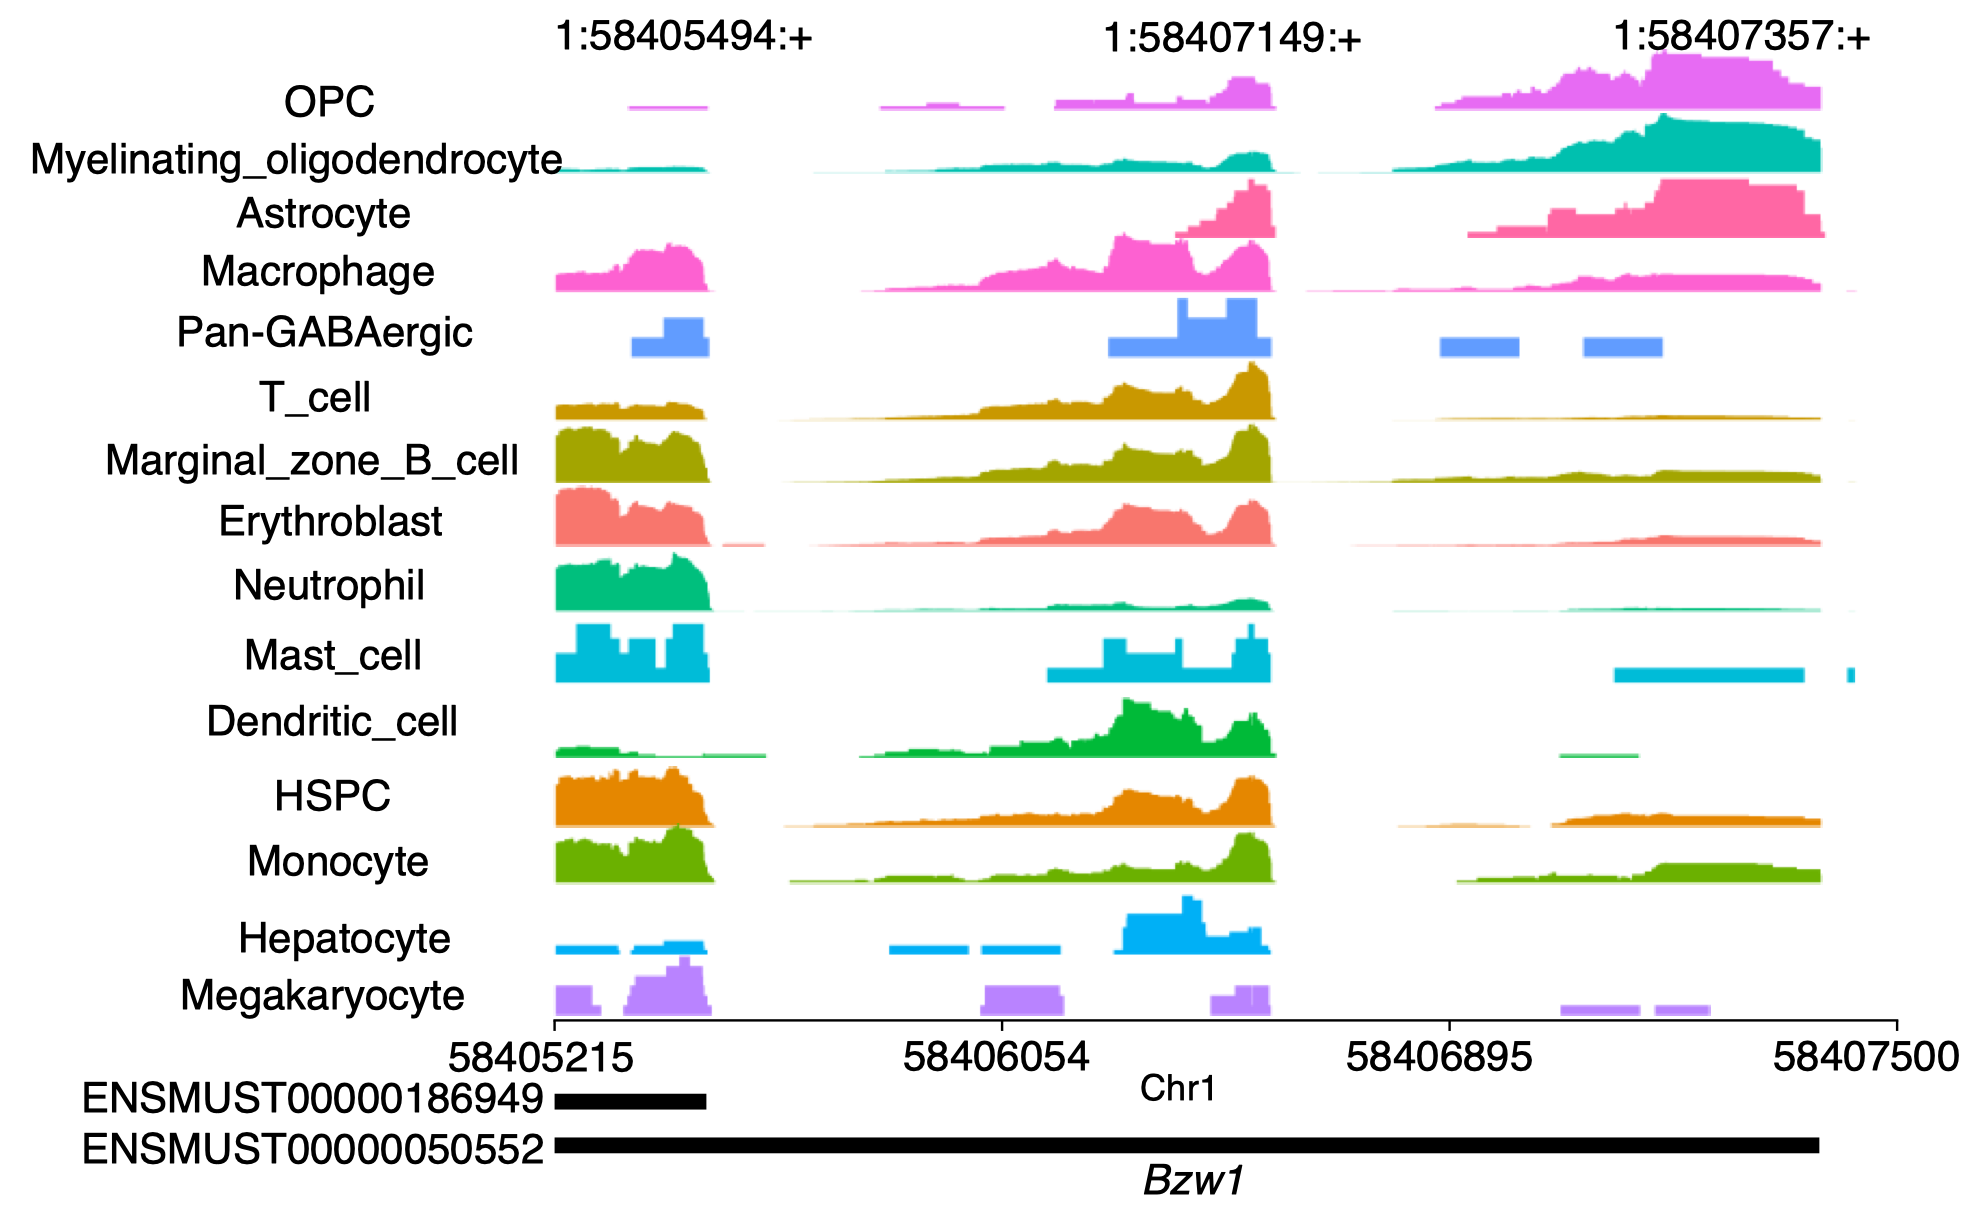 1:58405494:+ 1:58407149:+ 1:58407357:+
OPC
Myelinating_oligodendrocyte
Astrocyte
Macrophage
Pan-GABAergic
T_cell
Marginal_zone_B_cell
Erythroblast
Neutrophil
Mast_cell
Dendritic_cell
HSPC
Monocyte
Hepatocyte
Megakaryocyte
58405215 58406054 58406895 58407500
Chr1
ENSMUST00000186949
ENSMUST00000050552
Bzw1